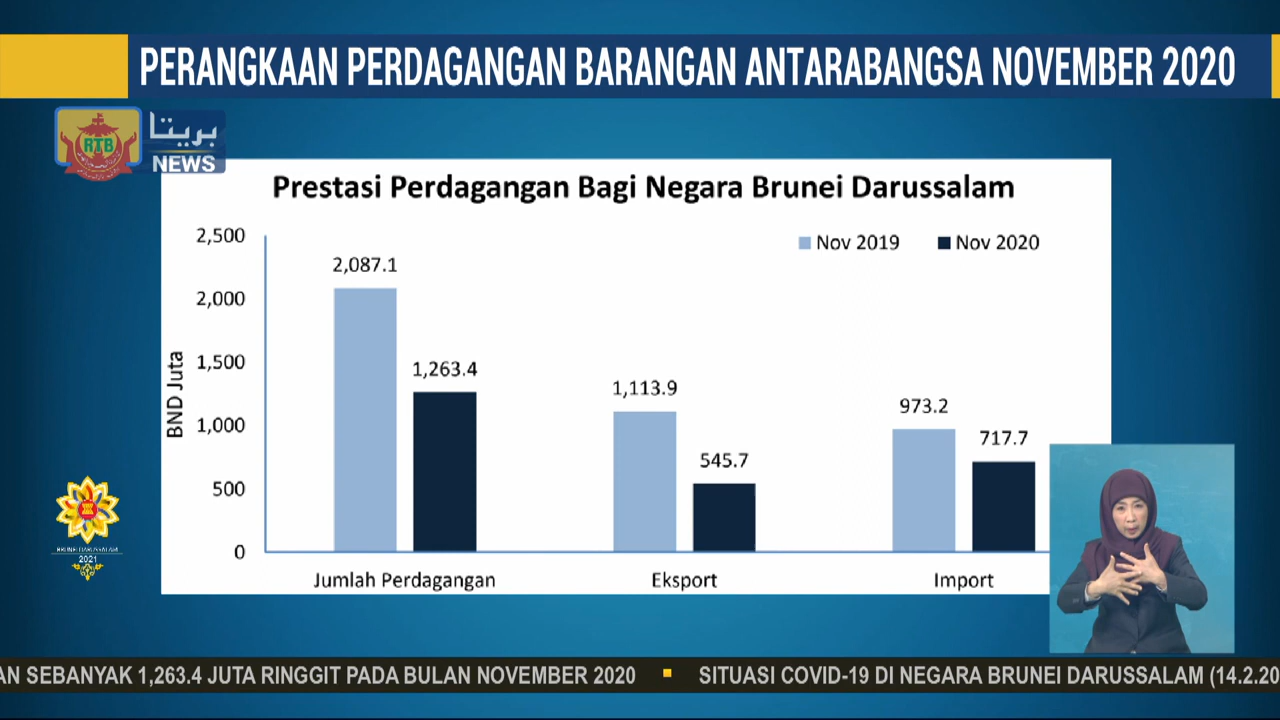 PERANGKAAN PERDAGANGAN BARANGAN ANTARABANGSA NOVEMBER 2020
RTB
بريتا
NEWS
Prestasi Perdagangan Bagi Negara Brunei Darussalam
Nov 2019
Nov 2020
BND Juta
2,500
2,000
1,500
1,000
500
0
2,087.1
1,263.4
1,113.9
545.7
973.2
717.7
Jumlah Perdagangan
Eksport
Import
BRUNEI DARUSSALAM
2021
AN SEBANYAK 1,263.4 JUTA RINGGIT PADA BULAN NOVEMBER 2020 ▪ SITUASI COVID-19 DI NEGARA BRUNEI DARUSSALAM (14.2.20